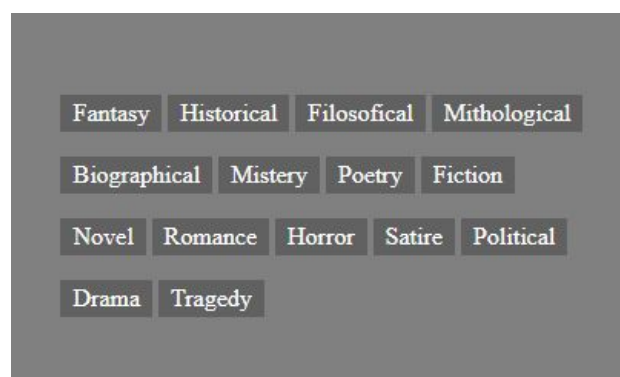 Fantasy Historical Filosofical Mithological
Biographical Mistery Poetry Fiction
Novel Romance Horror Satire Political
Drama Tragedy